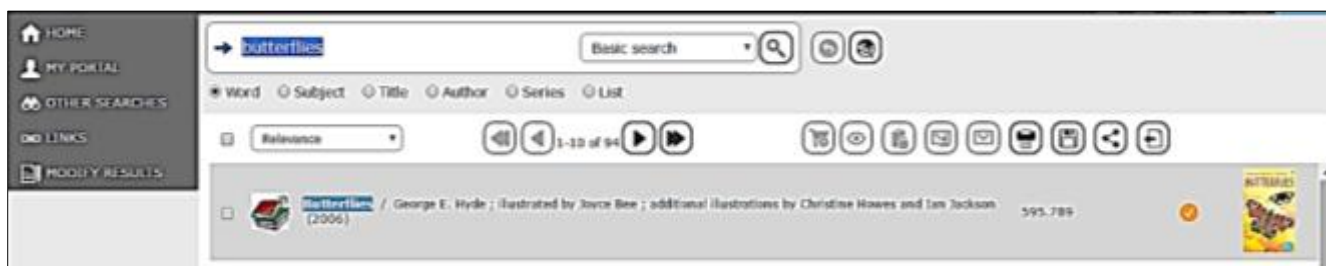 HOME
MY PORTAL
OTHER SEARCHES
LINKS
MODIFY RESULTS
butterflies
Basic search
Word Subject Title Author Series List
Relevance
1-10 of 94
Butterflies / George E. Hyde ; illustrated by Joyce Bee ; additional illustrations by Christine Howes and Ian Jackson
(2006)
595.789
BUTTERFLIES